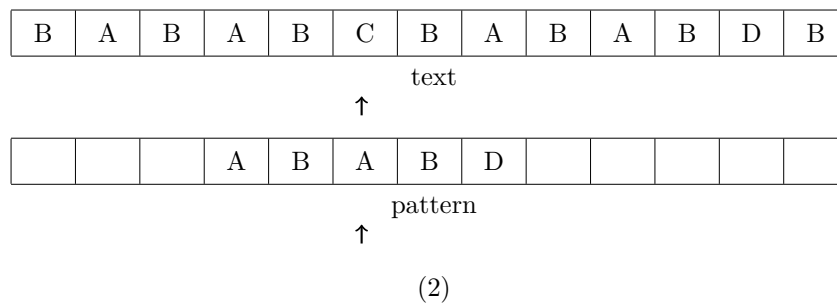 B A B A B C B A B A B D B
text
↑
A B A B D
pattern
↑
(2)